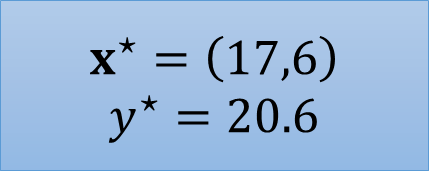 𝐱⋆ = (17,6)
𝑦⋆ = 20.6